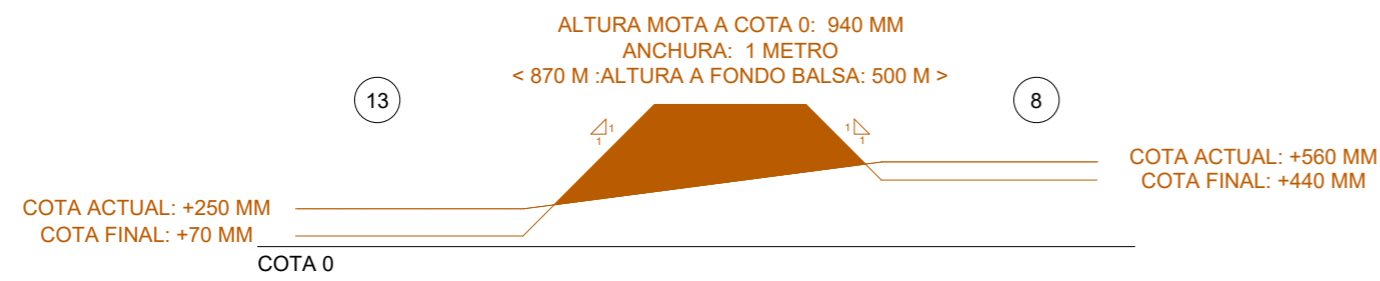 ALTURA MOTA A COTA 0: 940 MM
ANCHURA: 1 METRO
< 870 M :ALTURA A FONDO BALSA: 500 M >
13
8
1
1
1
1
COTA ACTUAL: +560 MM
COTA FINAL: +440 MM
COTA ACTUAL: +250 MM
COTA FINAL: +70 MM
COTA 0